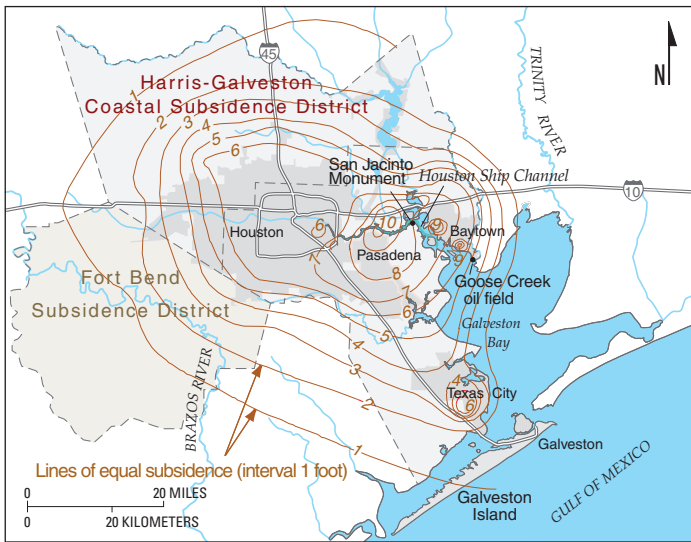 45
N
TRINITY RIVER
Harris-Galveston
Coastal Subsidence District
1
2
3
4
5
6
San Jacinto
Monument
Houston Ship Channel
10
Houston
6
7
10
9
Baytown
Pasadena
9
8
Goose Creek
oil field
7
6
5
Fort Bend
Subsidence District
Galveston
Bay
4
3
2
1
4
Texas City
6
BRAZOS RIVER
Lines of equal subsidence (interval 1 foot)
Galveston
Galveston
Island
GULF OF MEXICO
0 20 MILES
0 20 KILOMETERS